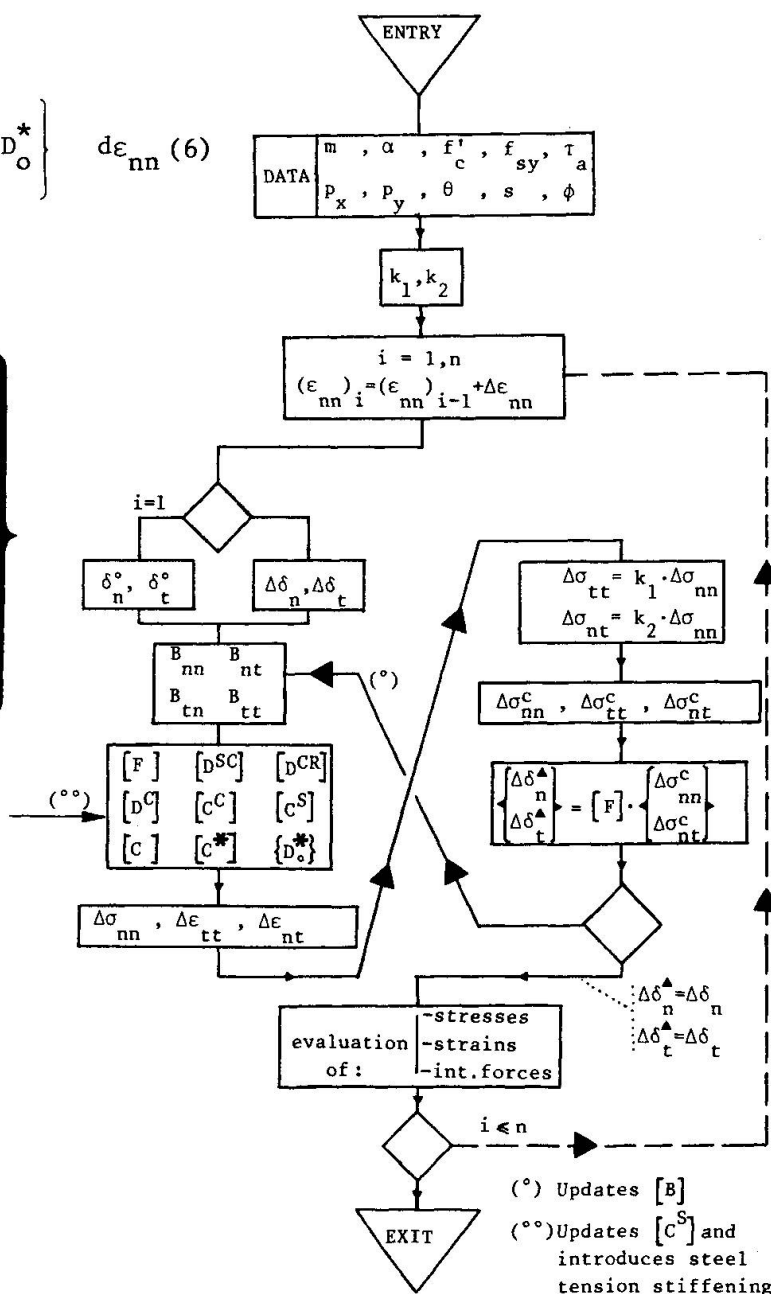 ENTRY
D*o } dεnn (6)
DATA
m , α , f'c , fsy, τa
px , py , θ , s , ϕ
k1,k2
i = 1,n
(εnn)i=(εnn)i-1+Δεnn
i=1
δ°n, δ°t
Δδn,Δδt
Bnn Bnt
Btn Btt
(°)
[F] [DSC] [DCR]
(°°)
[DC] [CC] [CS]
[C] [C*] {D*o}
Δσnn , Δεtt , Δεnt
Δσtt = k1·Δσnn
Δσnt = k2·Δσnn
Δσcnn , Δσctt , Δσcnt
{Δδ▲n Δδ▲t} = [F]·{Δσcnn Δσcnt}
Δδ▲n=Δδn
Δδ▲t=Δδt
evaluation of:
-stresses
-strains
-int.forces
i ⩽ n
EXIT
(°) Updates [B]
(°°)Updates [CS] and
introduces steel
tension stiffening